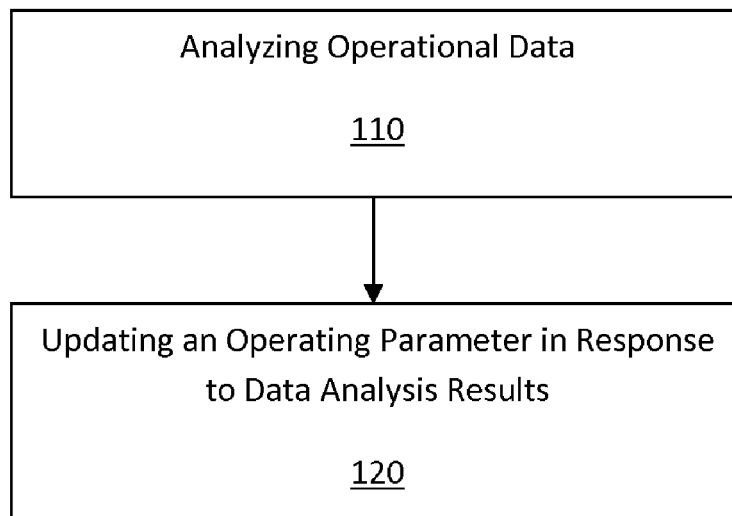 Analyzing Operational Data
110
Updating an Operating Parameter in Response
to Data Analysis Results
120